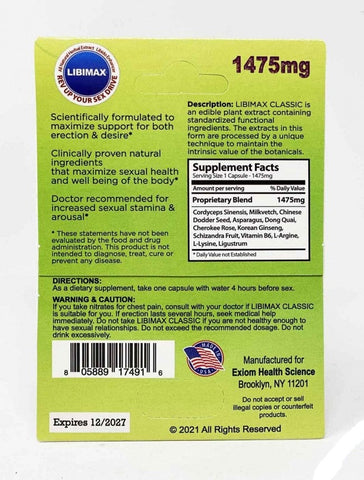 All Natural Herbal Extract Libido Enhancer
LIBIMAX
REV UP YOUR SEX DRIVE
1475mg
Scientifically formulated to
maximize support for both
erection & desire*
Clinically proven natural
ingredients
that maximize sexual health
and well being of the body*
Doctor recommended for
increased sexual stamina &
arousal*
* These statements have not been
evaluated by the food and drug
administration. This product is not
intended to diagnose, treat, cure or
prevent any disease.
Description: LIBIMAX CLASSIC is
an edible plant extract containing
standardized functional
ingredients. The extracts in this
form are processed by a unique
technique to maintain the
intrinsic value of the botanicals.
Supplement Facts
Serving Size 1 Capsule - 1475mg
Amount per serving % Daily Value
Proprietary Blend 1475mg
Cordyceps Sinensis, Milkvetch, Chinese
Dodder Seed, Asparagus, Dong Quai,
Cherokee Rose, Korean Ginseng,
Schizandra Fruit, Vitamin B6, L-Argine,
L-Lysine, Ligustrum
* Daily Value not Established
DIRECTIONS:
As a dietary supplement, take one capsule with water 4 hours before sex.
WARNING & CAUTION:
If you take nitrates for chest pain, consult with your doctor if LIBIMAX CLASSIC
is suitable for you. If erection lasts several hours, seek medical help
immediately. Do not take LIBIMAX CLASSIC if you are not healthy enough to
have sexual relationships. Do not exceed the recommended dosage. Do not
drink excessively.
8 05889 17491 6
MADE IN
USA
Manufactured for
Exiom Health Science
Brooklyn, NY 11201
Do not accept or sell
illegal copies or counterfeit
products.
Expires 12/2027
© 2021 All Rights Reserved